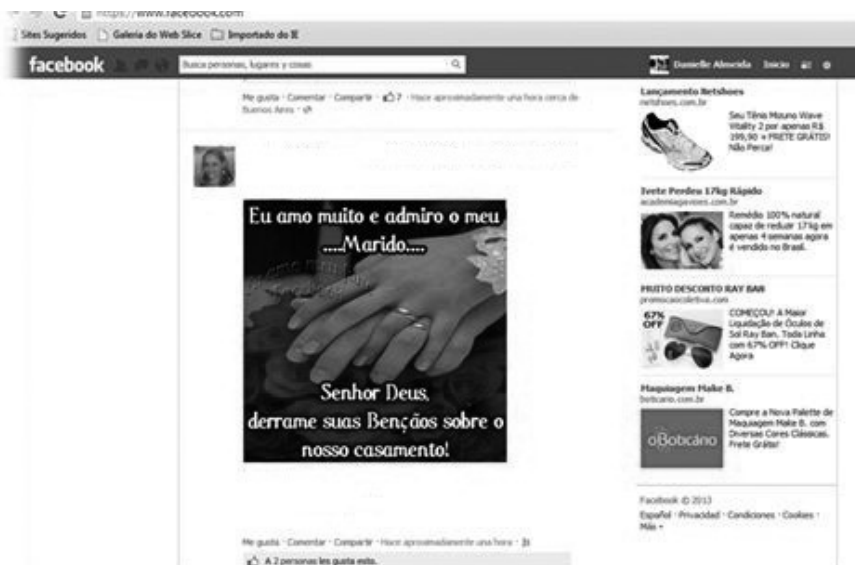 https://www.facebook.com
Sites Sugeridos Galeria do Web Slice Importado do IE
facebook
Busca personas, lugares y cosas
Danielle Almeida Inicio
Me gusta · Comentar · Compartir · 7 · Hace aproximadamente una hora cerca de
Buenos Aires ·
Eu amo muito e admiro o meu
....Marido....
Senhor Deus,
derrame suas Bençãos sobre o
nosso casamento!
Me gusta · Comentar · Compartir · Hace aproximadamente una hora ·
A 2 personas les gusta esto.
Lançamento Netshoes
netshoes.com.br
Seu Tênis Mizuno Wave
Vitality 2 por apenas R$
199,90 + FRETE GRÁTIS!
Não Perca!
Ivete Perdeu 17kg Rápido
academiagavioes.com.br
Remédio 100% natural
capaz de reduzir 17kg em
apenas 4 semanas agora
é vendido no Brasil.
MUITO DESCONTO RAY BAN
promocaocoletiva.com
67%
OFF
COMEÇOU! A Maior
Liquidação de Óculos de
Sol Ray Ban. Toda Linha
com 67% OFF! Clique
Agora
Maquiagem Make B.
boticario.com.br
oBoticário
Compre a Nova Palette de
Maquiagem Make B. com
Diversas Cores Clássicas.
Frete Grátis!
Facebook © 2013
Español · Privacidad · Condiciones · Cookies ·
Más